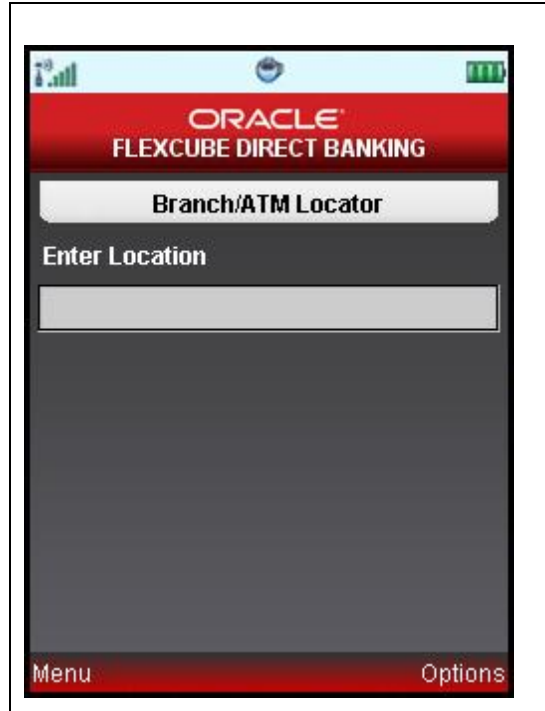 ORACLE
FLEXCUBE DIRECT BANKING
Branch/ATM Locator
Enter Location
Menu
Options